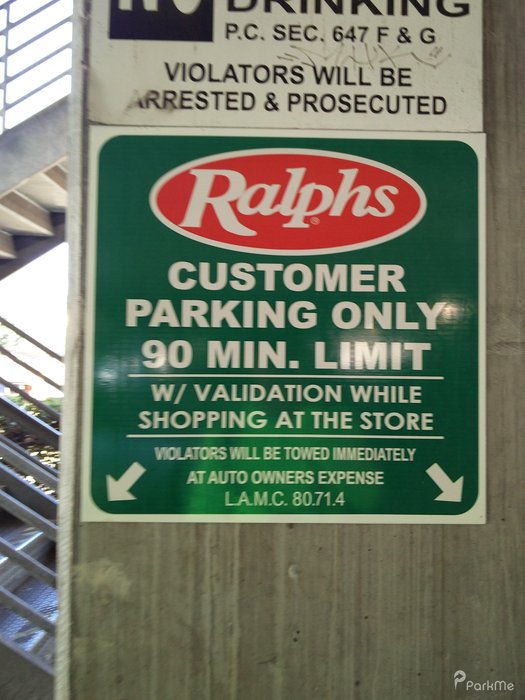 DRINKING
P.C. SEC. 647 F & G
VIOLATORS WILL BE
ARRESTED & PROSECUTED
Ralphs
CUSTOMER
PARKING ONLY
90 MIN. LIMIT
W/ VALIDATION WHILE
SHOPPING AT THE STORE
VIOLATORS WILL BE TOWED IMMEDIATELY
AT AUTO OWNERS EXPENSE
L.A.M.C. 80.71.4
ParkMe